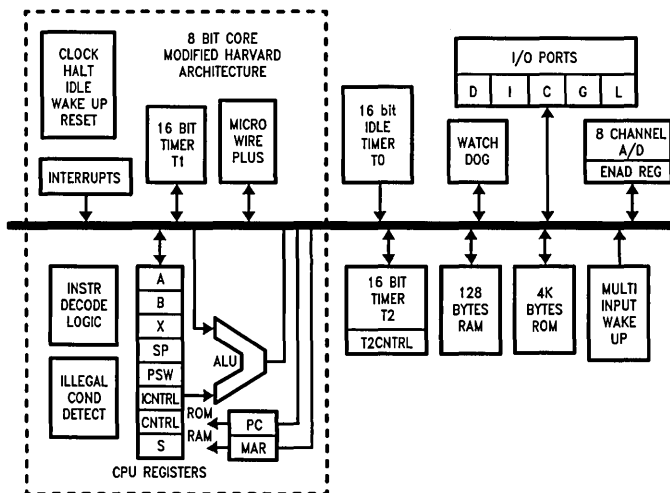 8 BIT CORE
MODIFIED HARVARD
ARCHITECTURE
CLOCK
HALT
IDLE
WAKE UP
RESET
INTERRUPTS
16 BIT
TIMER
T1
MICRO
WIRE
PLUS
16 bit
IDLE
TIMER
T0
WATCH
DOG
I/O PORTS
D I C G L
8 CHANNEL
A/D
ENAD REG
INSTR
DECODE
LOGIC
ILLEGAL
COND
DETECT
A
B
X
SP
PSW
ICNTRL
CNTRL
S
CPU REGISTERS
ALU
ROM
RAM
PC
MAR
16 BIT
TIMER
T2
T2CNTRL
128
BYTES
RAM
4K
BYTES
ROM
MULTI
INPUT
WAKE
UP